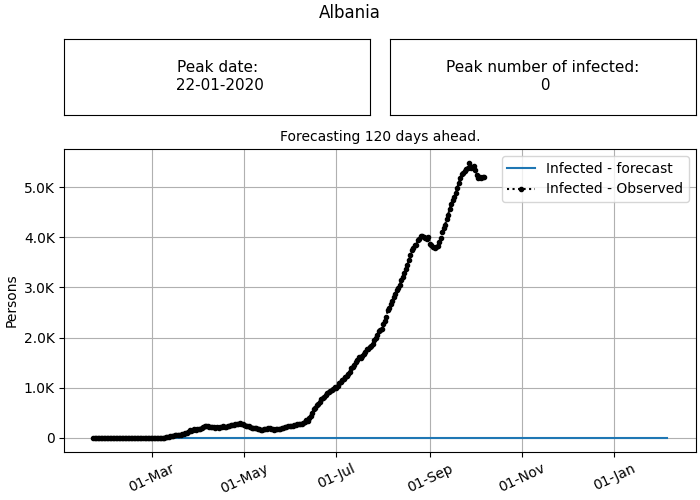 Albania
Peak date:
22-01-2020
Peak number of infected:
0
Forecasting 120 days ahead.
Infected - forecast
Infected - Observed
Persons
5.0K
4.0K
3.0K
2.0K
1.0K
0
01-Mar
01-May
01-Jul
01-Sep
01-Nov
01-Jan